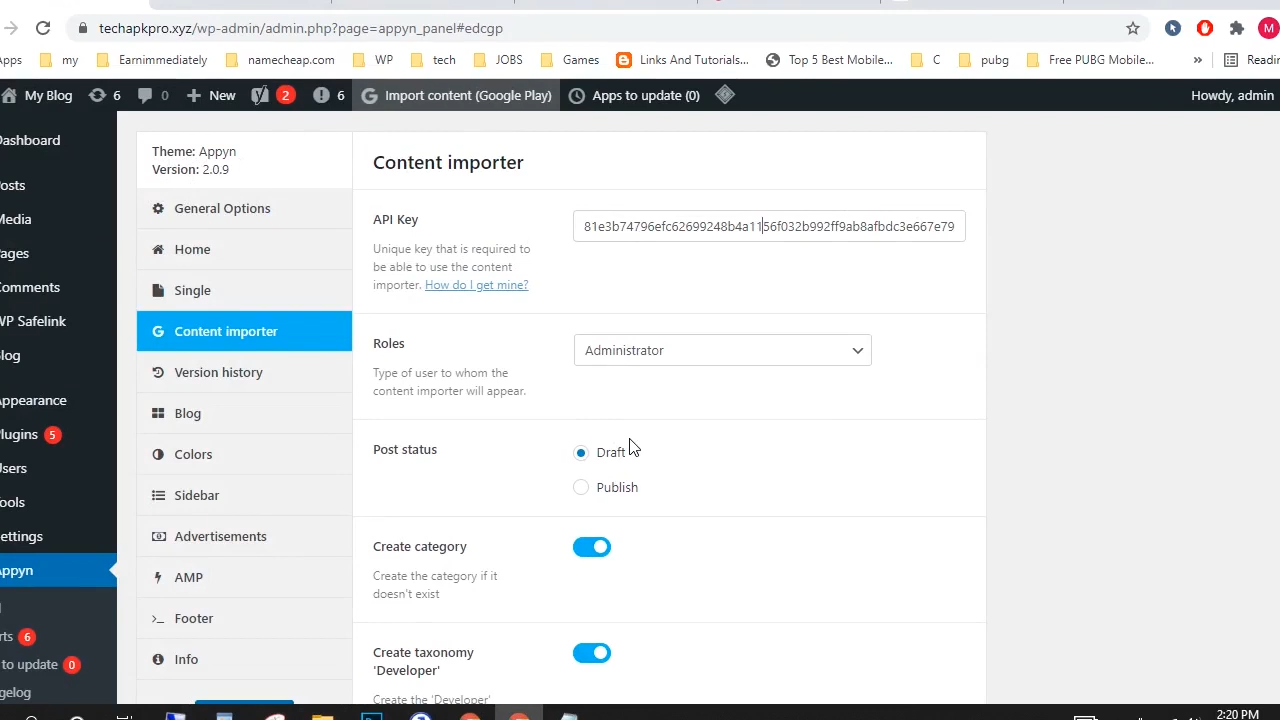 techapkpro.xyz/wp-admin/admin.php?page=appyn_panel#edcgp
M
pps my Earnimmediately namecheap.com WP tech JOBS Games Links And Tutorials... Top 5 Best Mobile... C pubg Free PUBG Mobile... » Readin
My Blog 6 0 New 2 6 Import content (Google Play) Apps to update (0) Howdy, admin
Dashboard
osts
Media
ages
omments
WP Safelink
log
ppearance
lugins 5
sers
ools
ettings
ppyn
rts 6
to update 0
gelog
Theme: Appyn
Version: 2.0.9
General Options
Home
Single
Content importer
Version history
Blog
Colors
Sidebar
Advertisements
AMP
Footer
Info
Content importer
API Key
81e3b74796efc62699248b4a1156f032b992ff9ab8afbdc3e667e79
Unique key that is required to
be able to use the content
importer. How do I get mine?
Roles
Administrator
Type of user to whom the
content importer will appear.
Post status
Draft
Publish
Create category
Create the category if it
doesn't exist
Create taxonomy
'Developer'
Create the 'Developer'
2:20 PM